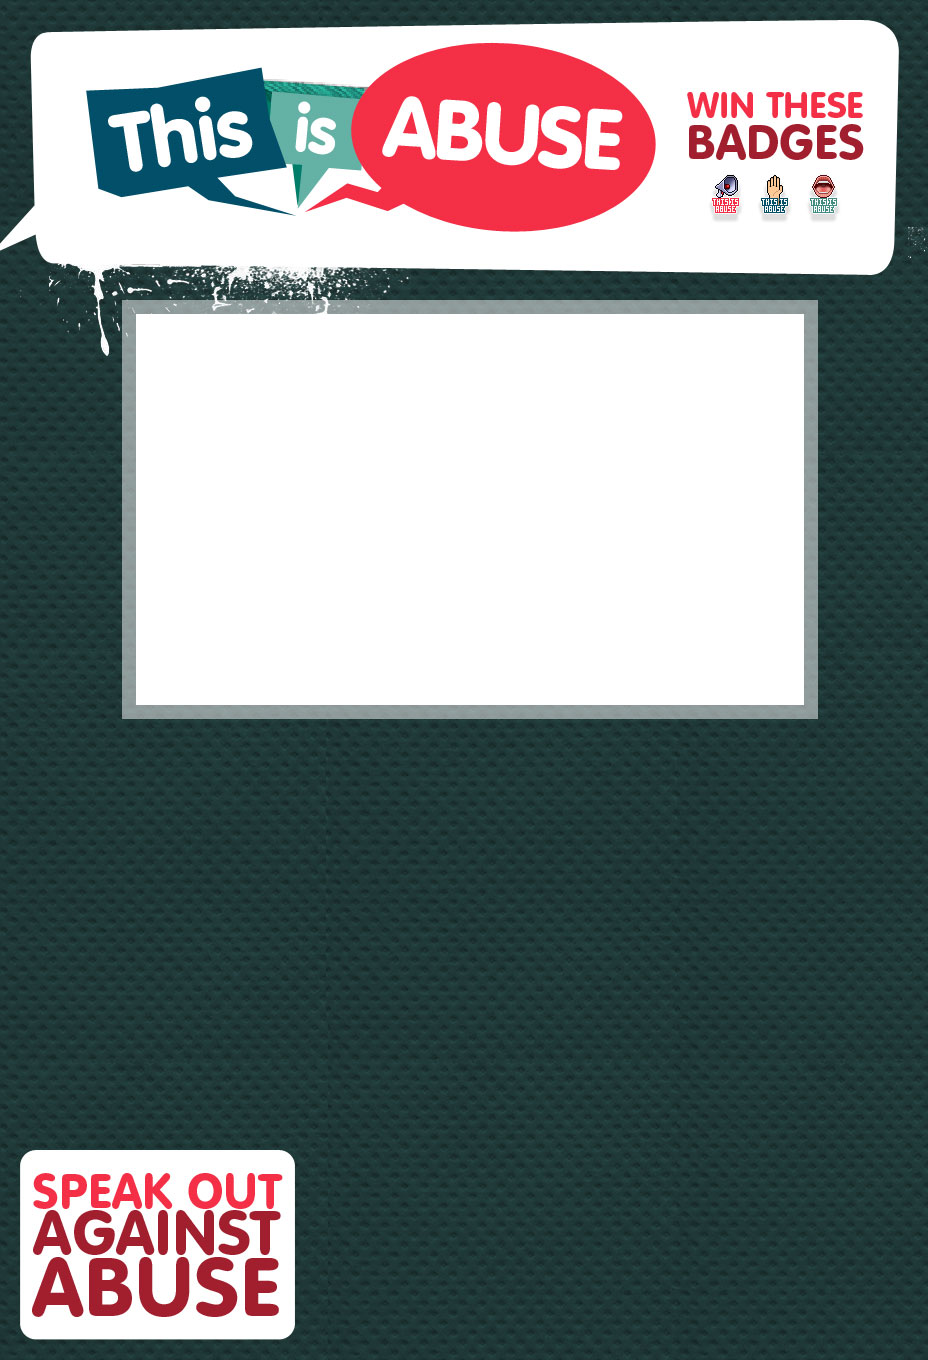 This is ABUSE
WIN THESE
BADGES
THIS IS
ABUSE
THIS IS
ABUSE
THIS IS
ABUSE
SPEAK OUT
AGAINST
ABUSE